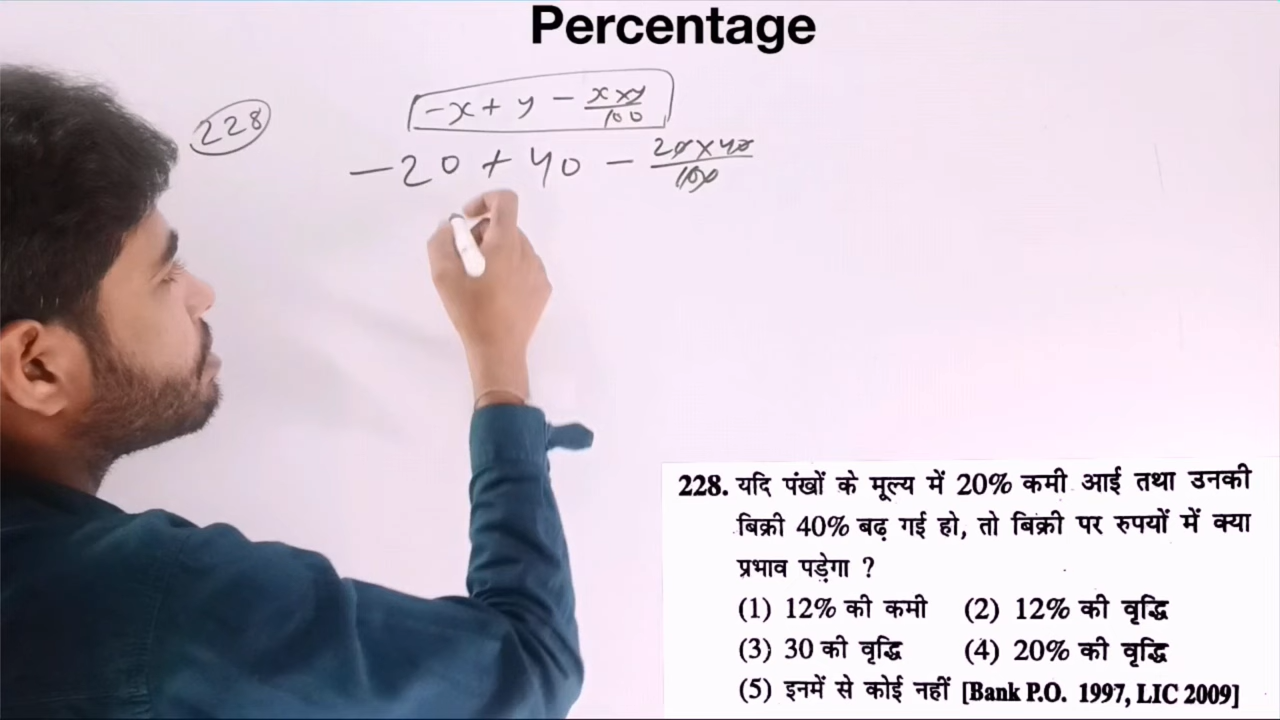 Percentage
228
-x + y - x×y/100
-20 + 40 - 20×40/100
228. यदि पंखों के मूल्य में 20% कमी आई तथा उनकी
बिक्री 40% बढ़ गई हो, तो बिक्री पर रुपयों में क्या
प्रभाव पड़ेगा ?
(1) 12% की कमी (2) 12% की वृद्धि
(3) 30 की वृद्धि (4) 20% की वृद्धि
(5) इनमें से कोई नहीं [Bank P.O. 1997, LIC 2009]